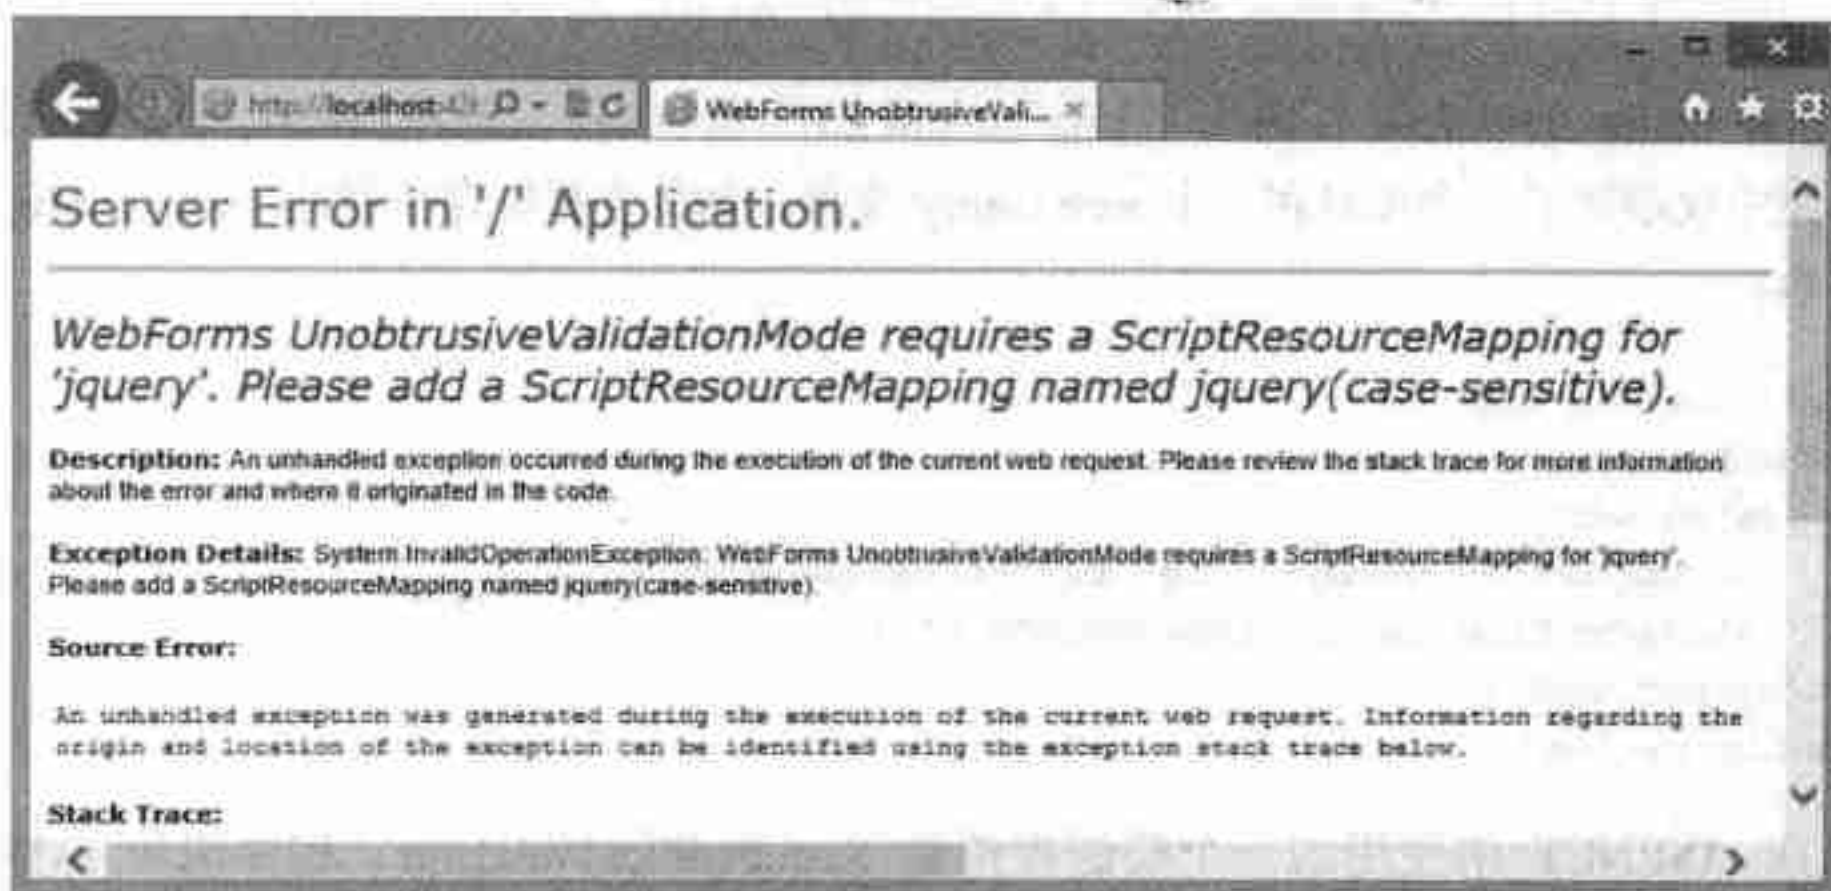 http://localhost
WebForms UnobtrusiveVali...
Server Error in '/' Application.
WebForms UnobtrusiveValidationMode requires a ScriptResourceMapping for
'jquery'. Please add a ScriptResourceMapping named jquery(case-sensitive).
Description: An unhandled exception occurred during the execution of the current web request. Please review the stack trace for more information
about the error and where it originated in the code.
Exception Details: System.InvalidOperationException: WebForms UnobtrusiveValidationMode requires a ScriptResourceMapping for 'jquery'.
Please add a ScriptResourceMapping named jquery(case-sensitive).
Source Error:
An unhandled exception was generated during the execution of the current web request. Information regarding the
origin and location of the exception can be identified using the exception stack trace below.
Stack Trace: